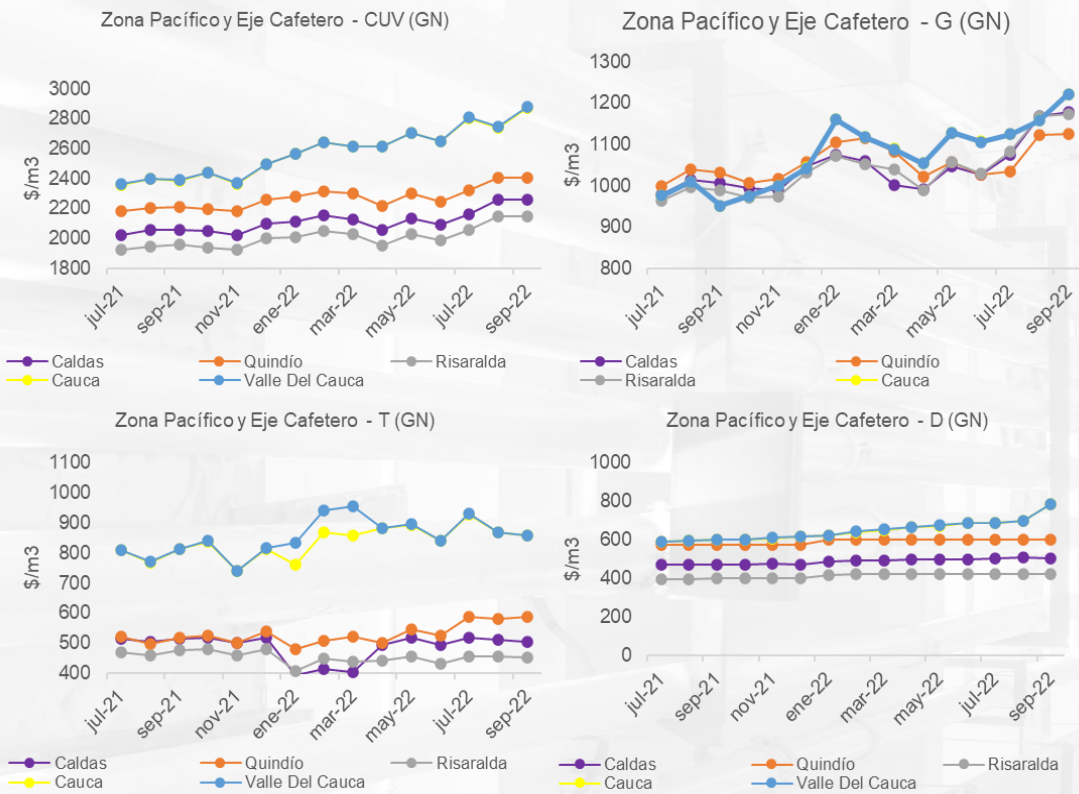 Zona Pacífico y Eje Cafetero - CUV (GN)
$/m3
3000
2800
2600
2400
2200
2000
1800
jul-21 sep-21 nov-21 ene-22 mar-22 may-22 jul-22 sep-22
Caldas Quindío Risaralda
Cauca Valle Del Cauca
Zona Pacífico y Eje Cafetero - G (GN)
$/m3
1300
1200
1100
1000
900
800
jul-21 sep-21 nov-21 ene-22 mar-22 may-22 jul-22 sep-22
Caldas Quindío
Risaralda Cauca
Zona Pacífico y Eje Cafetero - T (GN)
$/m3
1100
1000
900
800
700
600
500
400
jul-21 sep-21 nov-21 ene-22 mar-22 may-22 jul-22 sep-22
Caldas Quindío Risaralda
Cauca Valle Del Cauca
Zona Pacífico y Eje Cafetero - D (GN)
$/m3
1000
800
600
400
200
0
jul-21 sep-21 nov-21 ene-22 mar-22 may-22 jul-22 sep-22
Caldas Quindío Risaralda
Cauca Valle Del Cauca